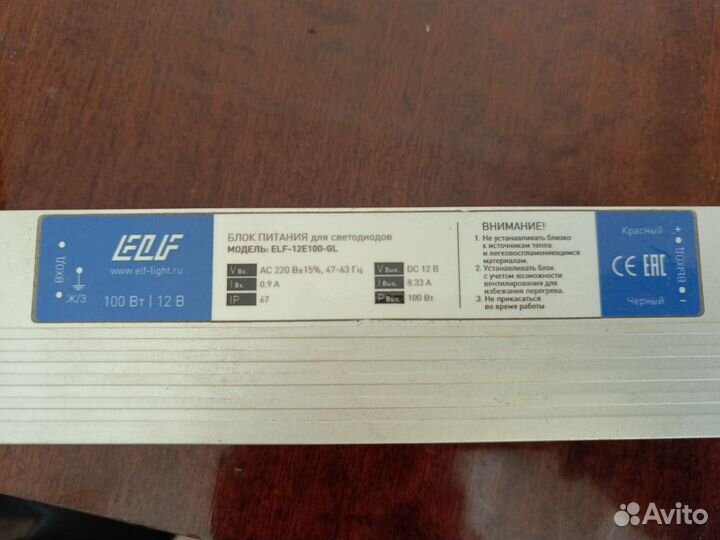 ВХОД
Ж/З
ELF
www.elf-light.ru
100 Вт | 12 В
БЛОК ПИТАНИЯ для светодиодов
МОДЕЛЬ: ELF-12E100-GL
V Вх. AC 220 В±15%, 47-63 Гц
I Вх. 0.9 А
IP 67
V Вых. DC 12 В
I Вых. 8.33 А
P Вых. 100 Вт
ВНИМАНИЕ!
1. Не устанавливать близко
к источникам тепла
и легковоспламеняющимся
материалам.
2. Устанавливать блок
с учетом возможности
вентилирования для
избежания перегрева.
3. Не прикасаться
во время работы
Красный +
CE EAC
Черный -
ВЫХОД
Avito